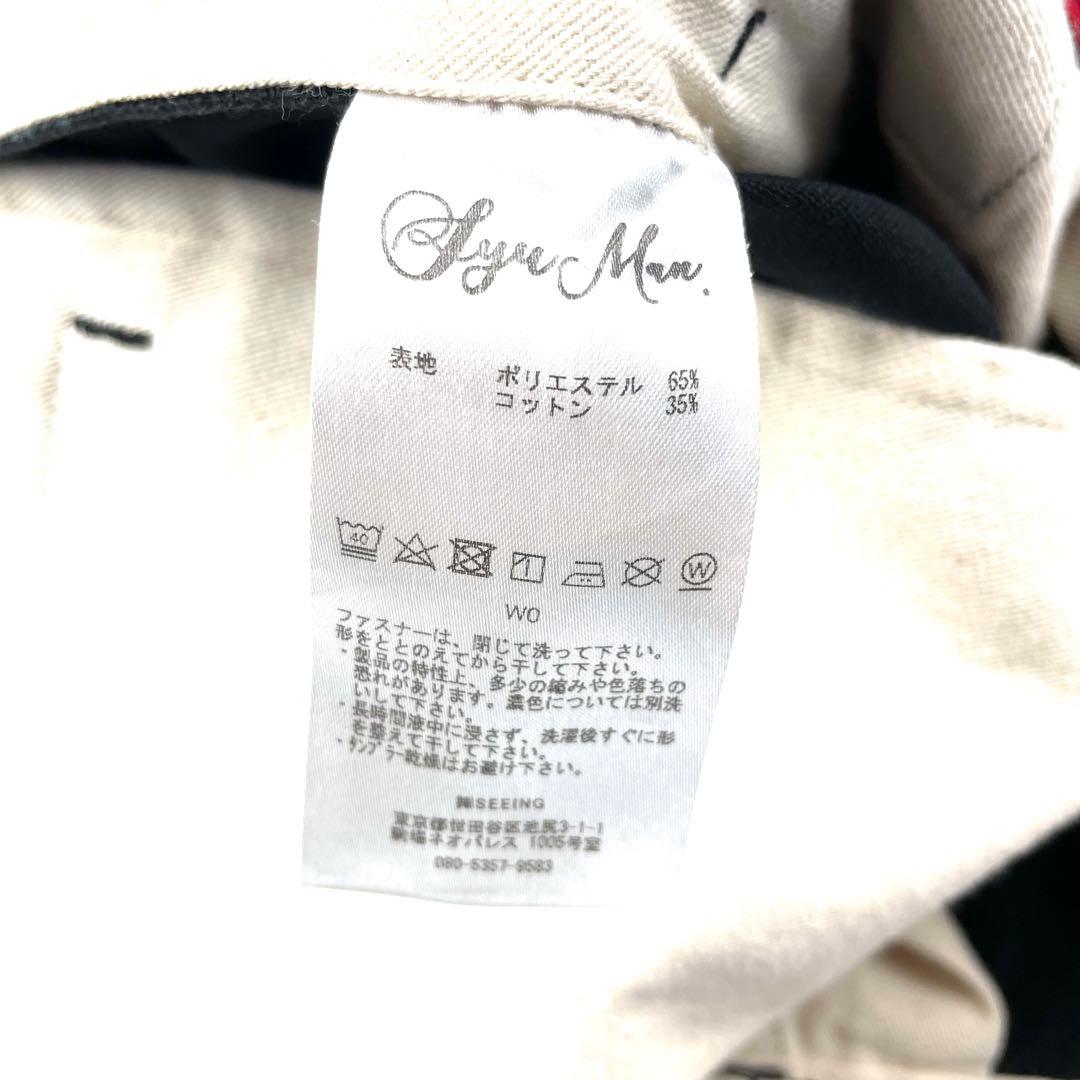 Syu Man.
表地 ポリエステル 65%
コットン 35%
40
W
W0
ファスナーは、閉じて洗って下さい。
形をととのえてから干して下さい。
・製品の特性上、多少の縮みや色落ちの
恐れがあります。濃色については別洗
いして下さい。
・長時間液中に浸さず、洗濯後すぐに形
を整えて干して下さい。
・タンブラー乾燥はお避け下さい。
㈱SEEING
東京都世田谷区池尻3-1-1
駒場ネオパレス 1005号室
080-5357-9583